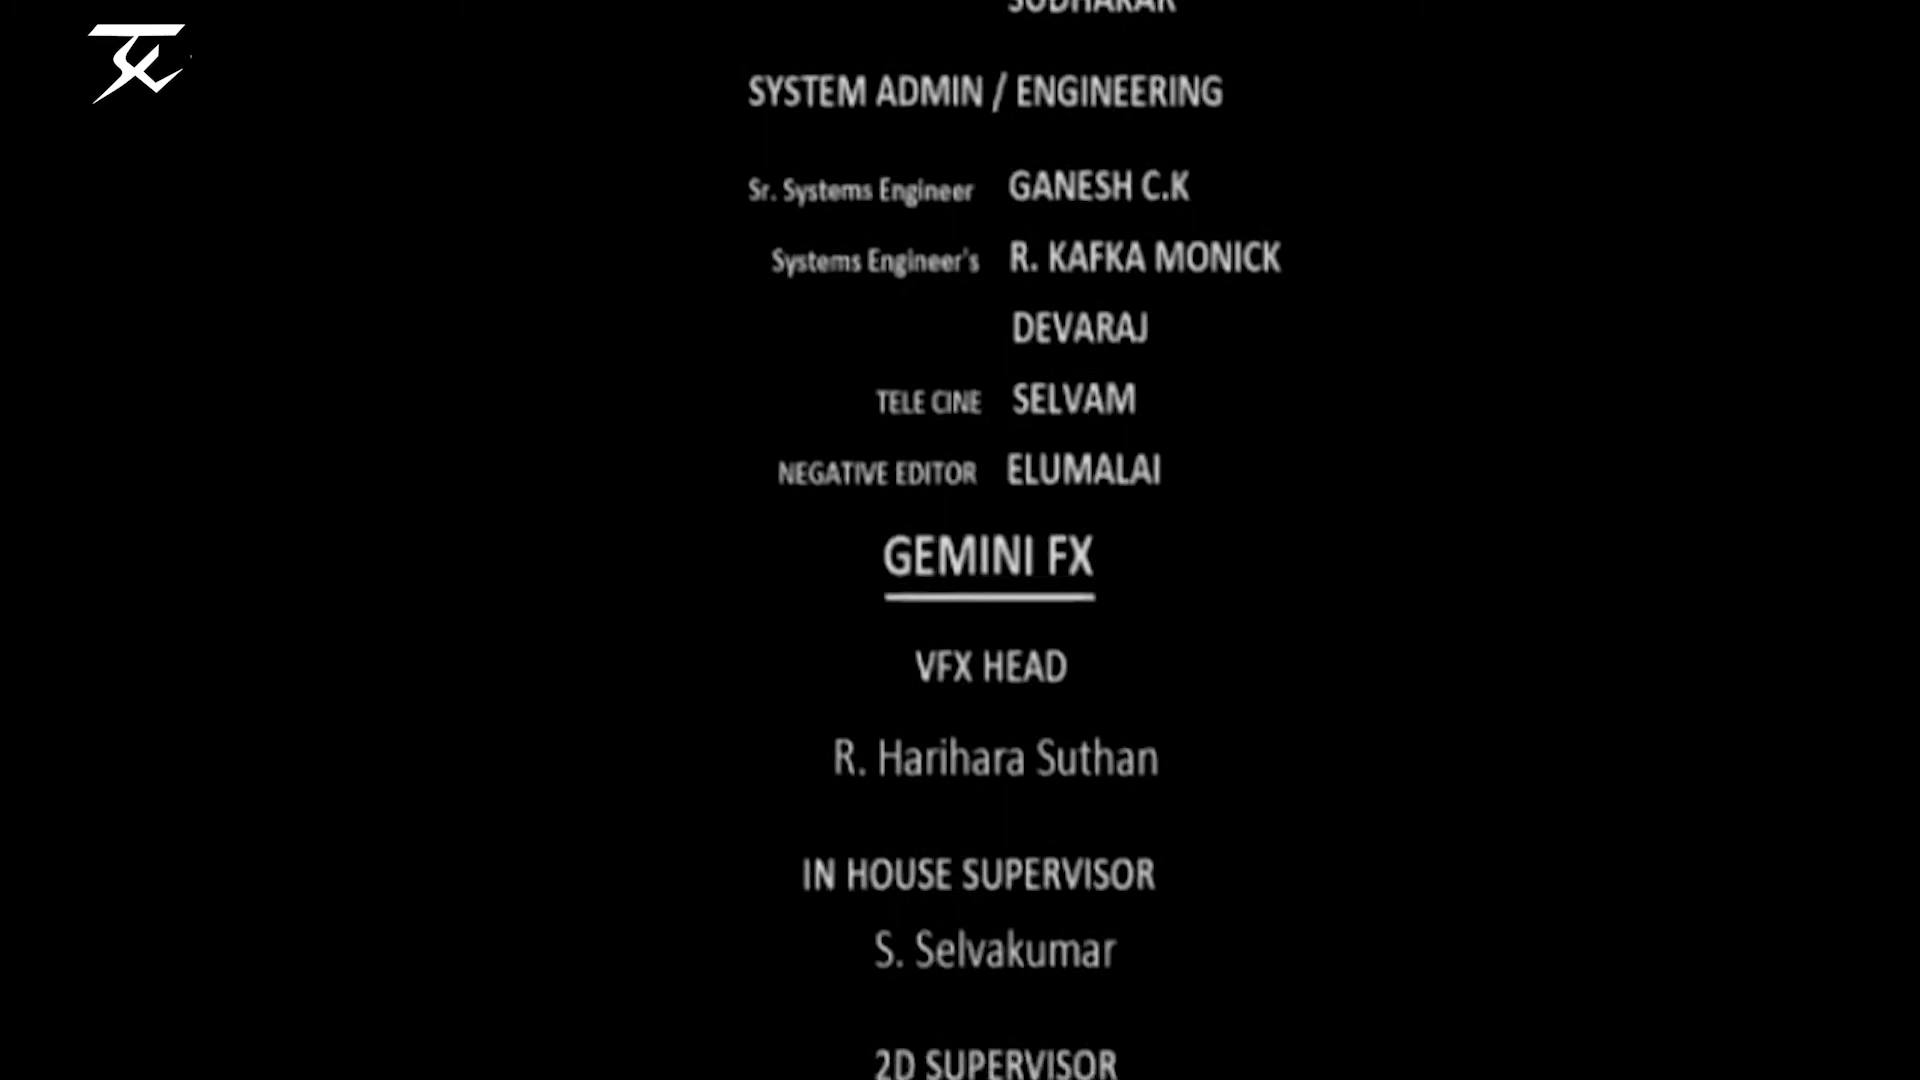 SUDHAKAR
SYSTEM ADMIN / ENGINEERING
Sr. Systems Engineer GANESH C.K
Systems Engineer's R. KAFKA MONICK
DEVARAJ
TELE CINE SELVAM
NEGATIVE EDITOR ELUMALAI
GEMINI FX
VFX HEAD
R. Harihara Suthan
IN HOUSE SUPERVISOR
S. Selvakumar
2D SUPERVISOR